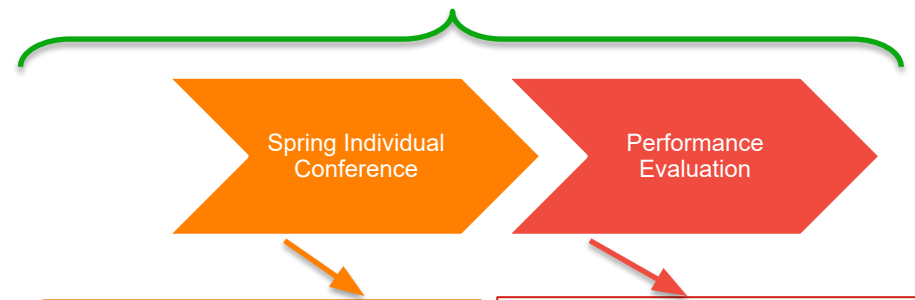 Spring Individual
Conference
Performance
Evaluation